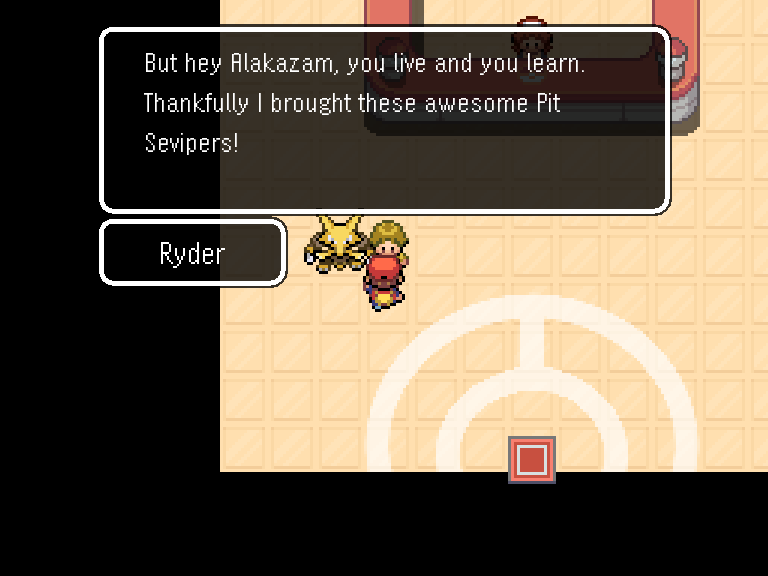 But hey Alakazam, you live and you learn.
Thankfully I brought these awesome Pit
Sevipers!
Ryder